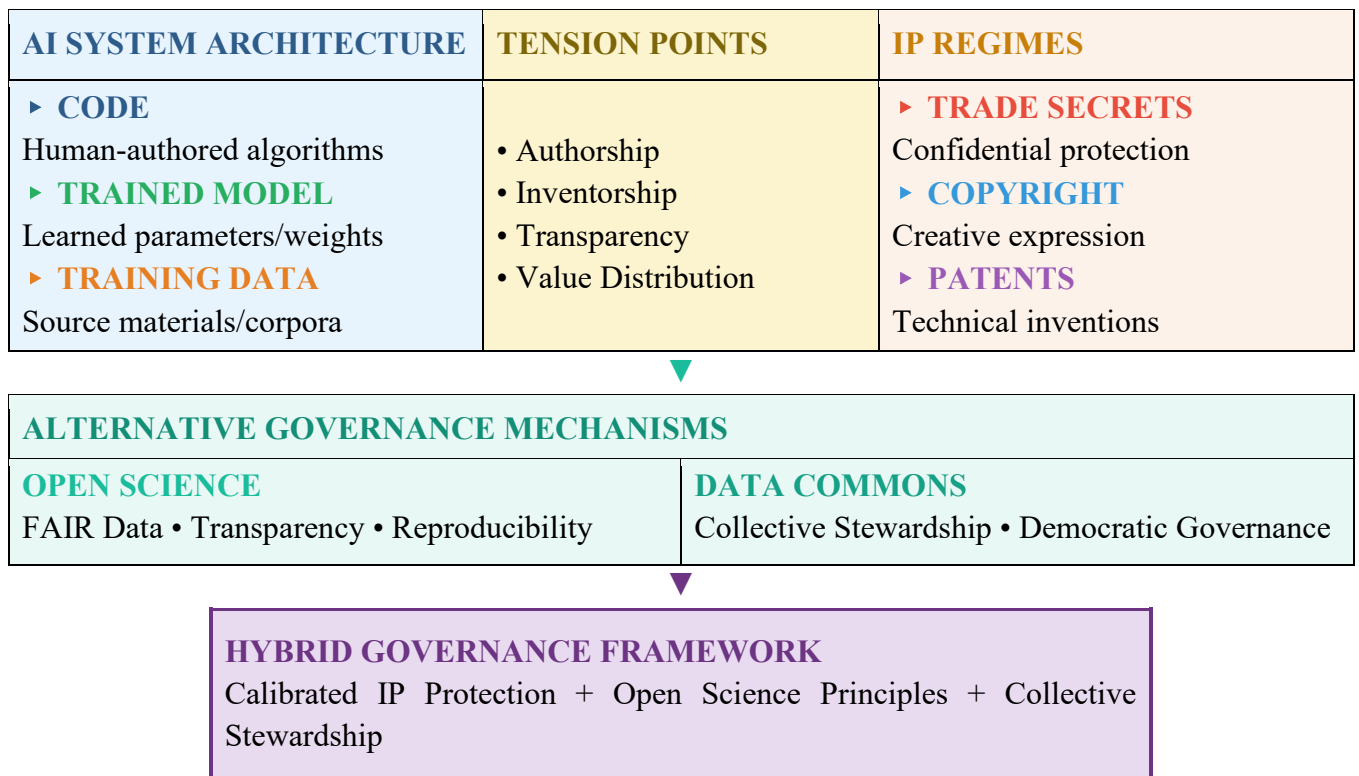 AI SYSTEM ARCHITECTURE
CODE
Human-authored algorithms
TRAINED MODEL
Learned parameters/weights
TRAINING DATA
Source materials/corpora
TENSION POINTS
• Authorship
• Inventorship
• Transparency
• Value Distribution
IP REGIMES
TRADE SECRETS
Confidential protection
COPYRIGHT
Creative expression
PATENTS
Technical inventions
ALTERNATIVE GOVERNANCE MECHANISMS
OPEN SCIENCE
FAIR Data • Transparency • Reproducibility
DATA COMMONS
Collective Stewardship • Democratic Governance
HYBRID GOVERNANCE FRAMEWORK
Calibrated IP Protection + Open Science Principles + Collective
Stewardship